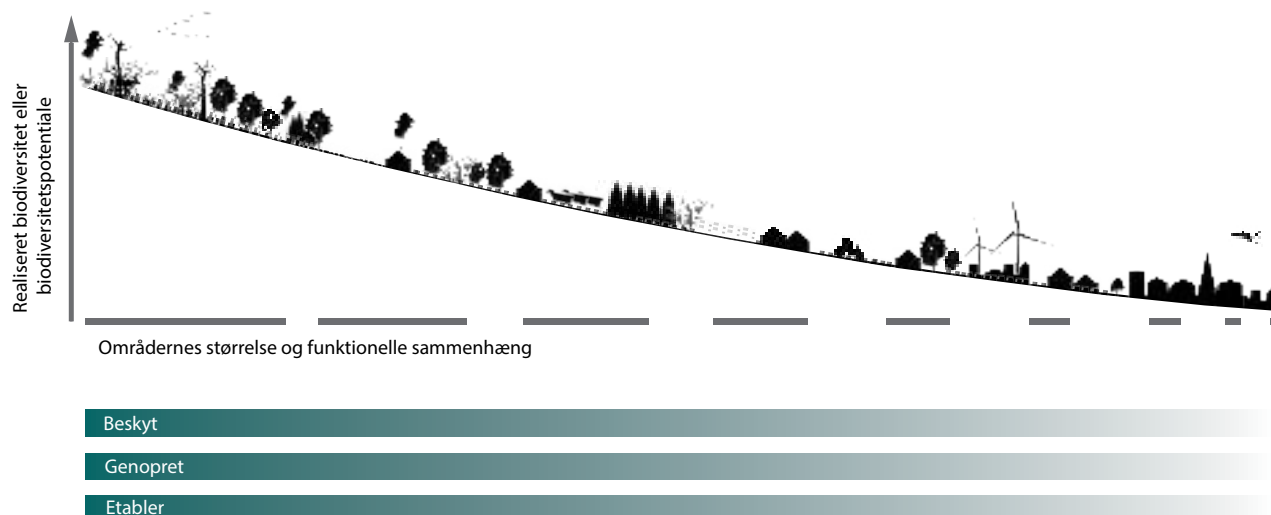 Realiseret biodiversitet eller
biodiversitetspotentiale
Områdernes størrelse og funktionelle sammenhæng
Beskyt
Genopret
Etabler